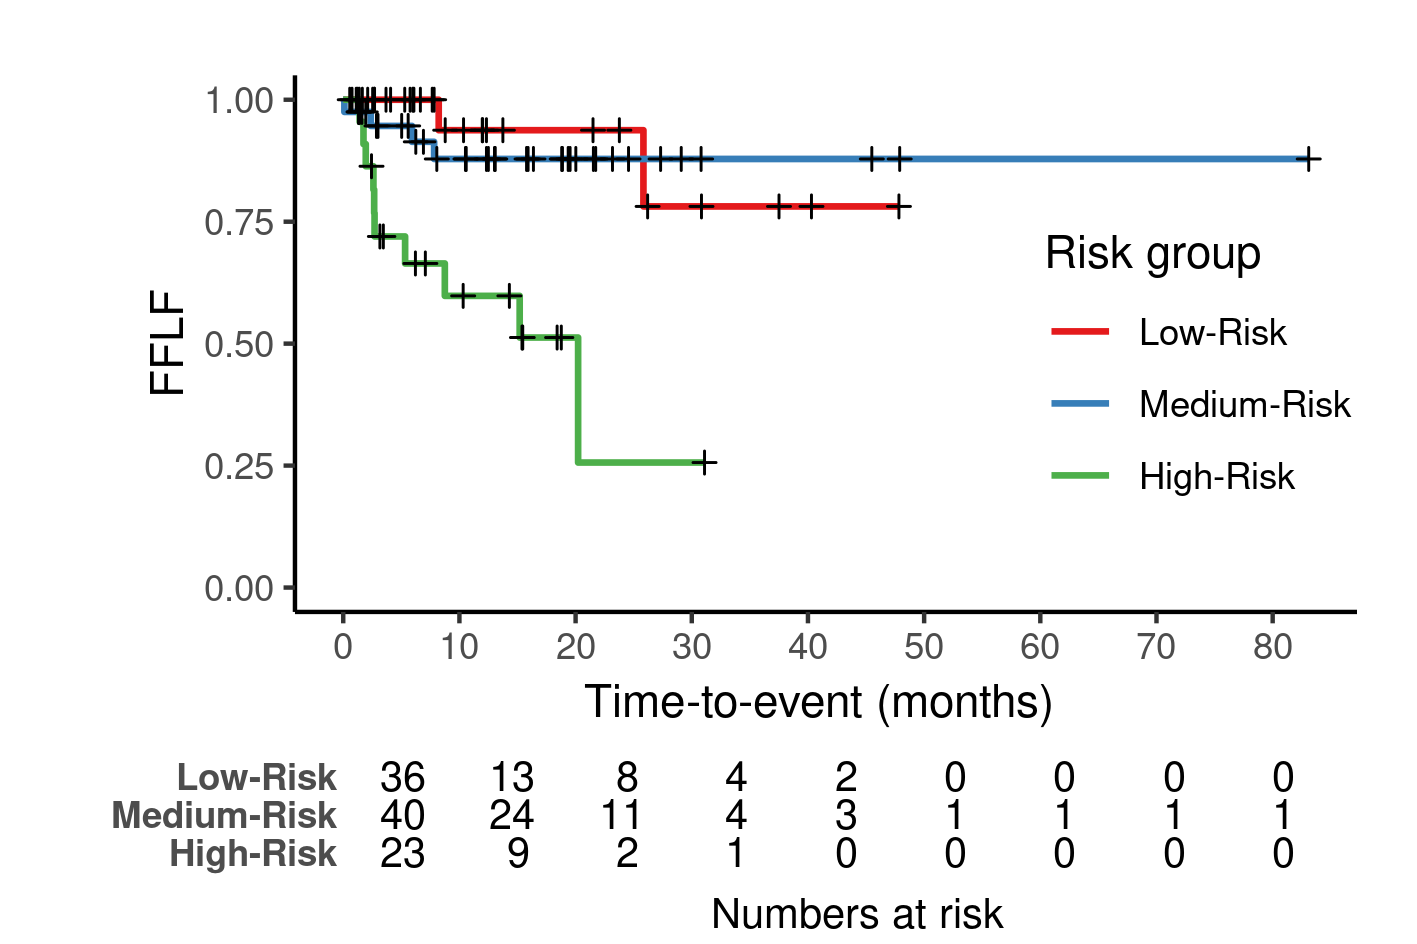 1.00
0.75
0.50
0.25
0.00
FFLF
Risk group
Low-Risk
Medium-Risk
High-Risk
0 10 20 30 40 50 60 70 80
Time-to-event (months)
Low-Risk 36 13 8 4 2 0 0 0 0
Medium-Risk 40 24 11 4 3 1 1 1 1
High-Risk 23 9 2 1 0 0 0 0 0
Numbers at risk